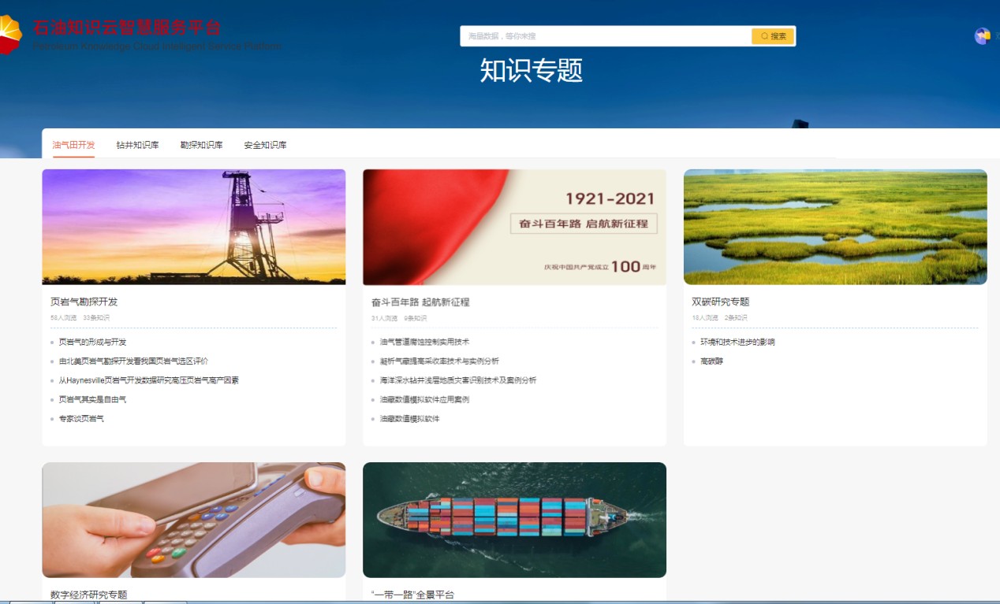 石油知识云智慧服务平台
Petroleum Knowledge Cloud Intelligent Service Platform
海量数据，等你来搜
搜索
知识专题
油气田开发 钻井知识库 勘探知识库 安全知识库
1921-2021
奋斗百年路 启航新征程
庆祝中国共产党成立100周年
页岩气勘探开发
58人浏览 33条知识
页岩气的形成与开发
由北美页岩气勘探开发看我国页岩气选区评价
从Haynesville页岩气开发数据研究高压页岩气高产因素
页岩气其实是自由气
专家谈页岩气
奋斗百年路 起航新征程
31人浏览 9条知识
油气管道腐蚀控制实用技术
凝析气藏提高采收率技术与实例分析
海洋深水钻井浅层地质灾害识别技术及案例分析
油藏数值模拟软件应用案例
油藏数值模拟软件
双碳研究专题
18人浏览 2条知识
环境和技术进步的影响
高碳醇
数字经济研究专题
“一带一路”全景平台